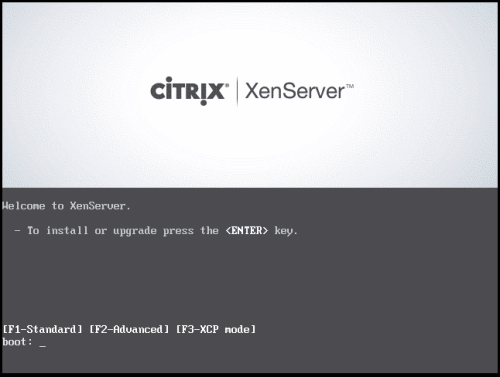 CITRIX® XenServer™
Welcome to XenServer.
- To install or upgrade press the <ENTER> key.
[F1-Standard] [F2-Advanced] [F3-XCP mode]
boot: _